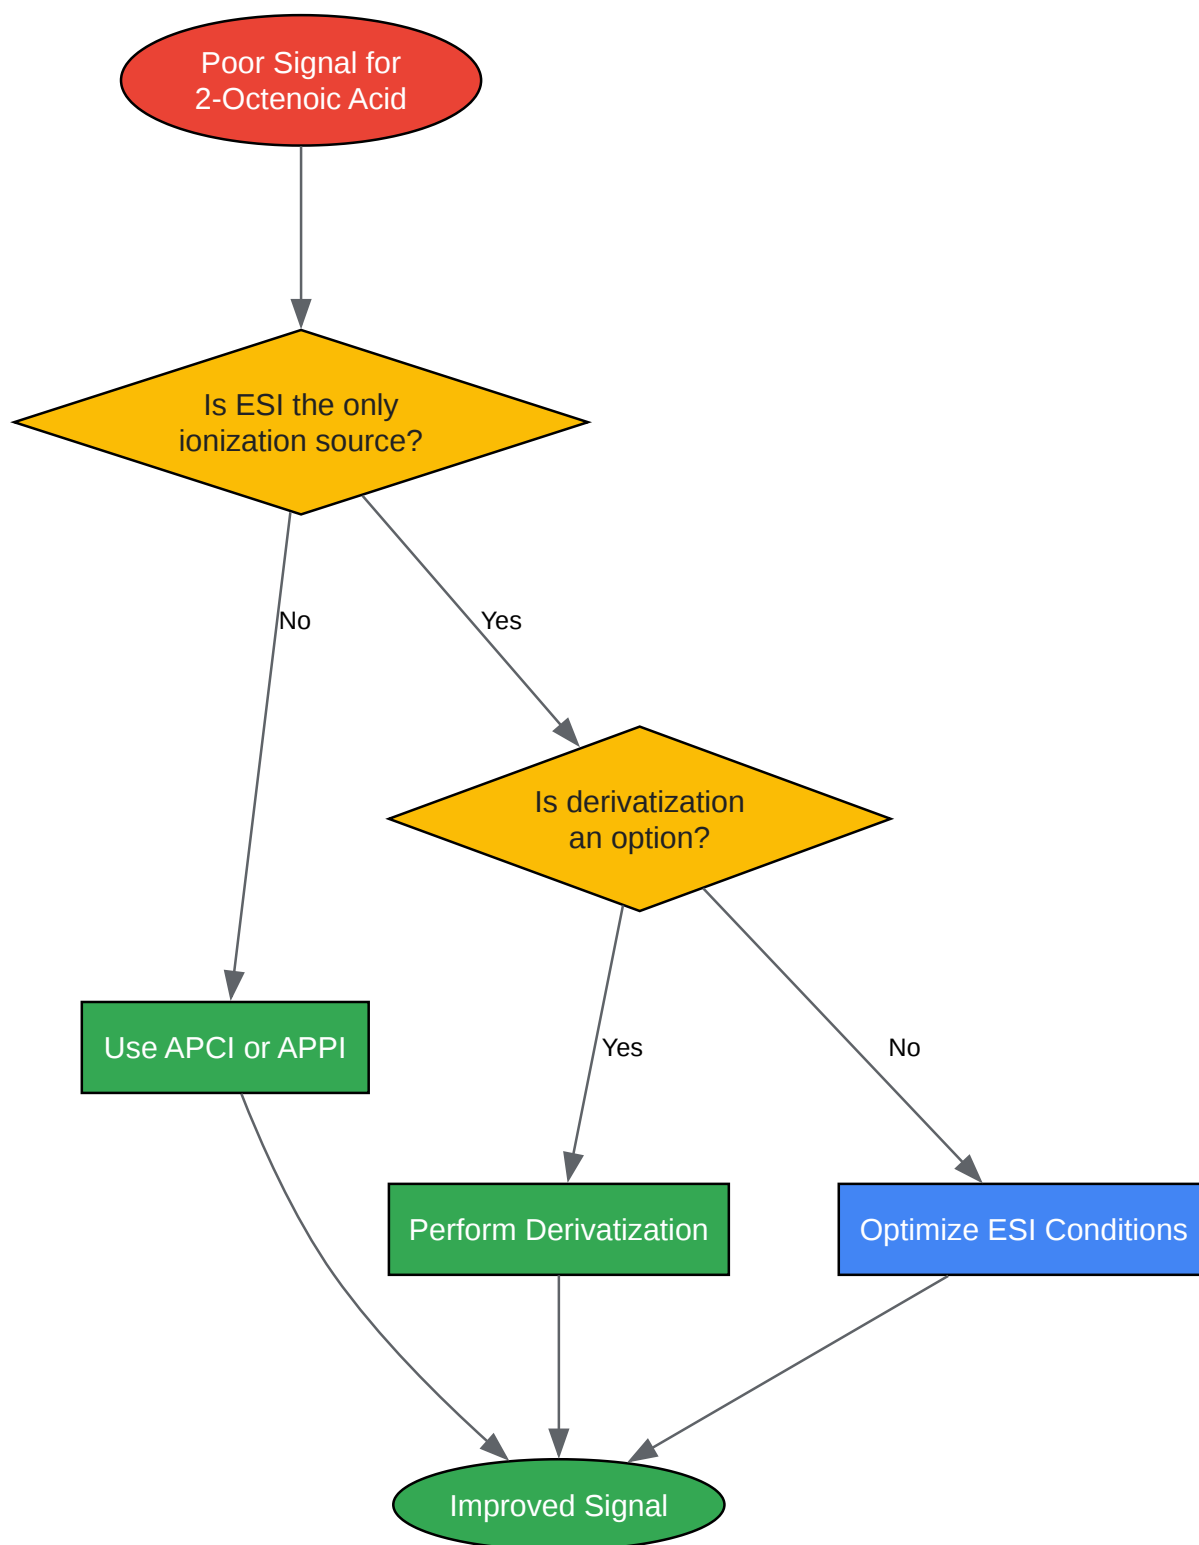 Poor Signal for
2-Octenoic Acid
Is ESI the only
ionization source?
No
Yes
Is derivatization
an option?
Use APCI or APPI
Yes
No
Perform Derivatization
Optimize ESI Conditions
Improved Signal